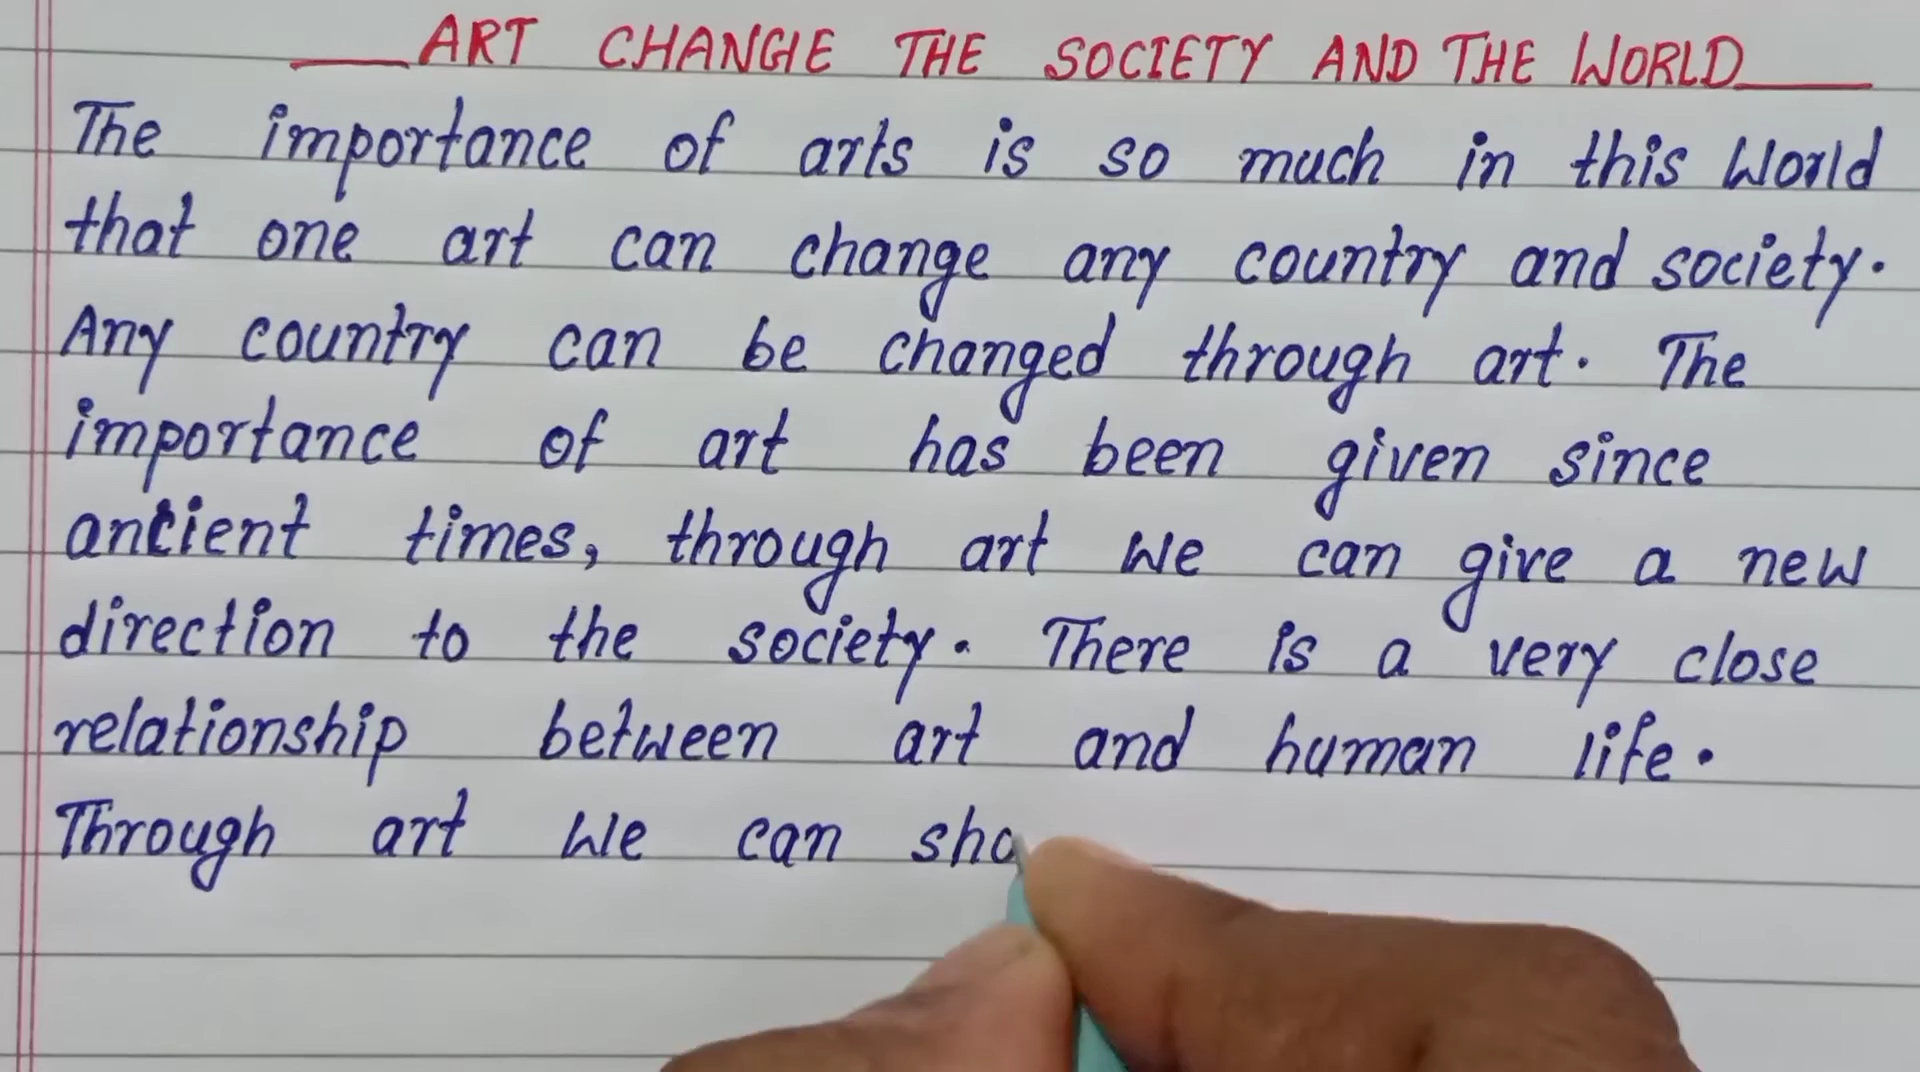 ART CHANGE THE SOCIETY AND THE WORLD
The importance of arts is so much in this World
that one art can change any country and society.
Any country can be changed through art. The
importance of art has been given since
ancient times, through art we can give a new
direction to the society. There is a very close
relationship between art and human life.
Through art we can sho